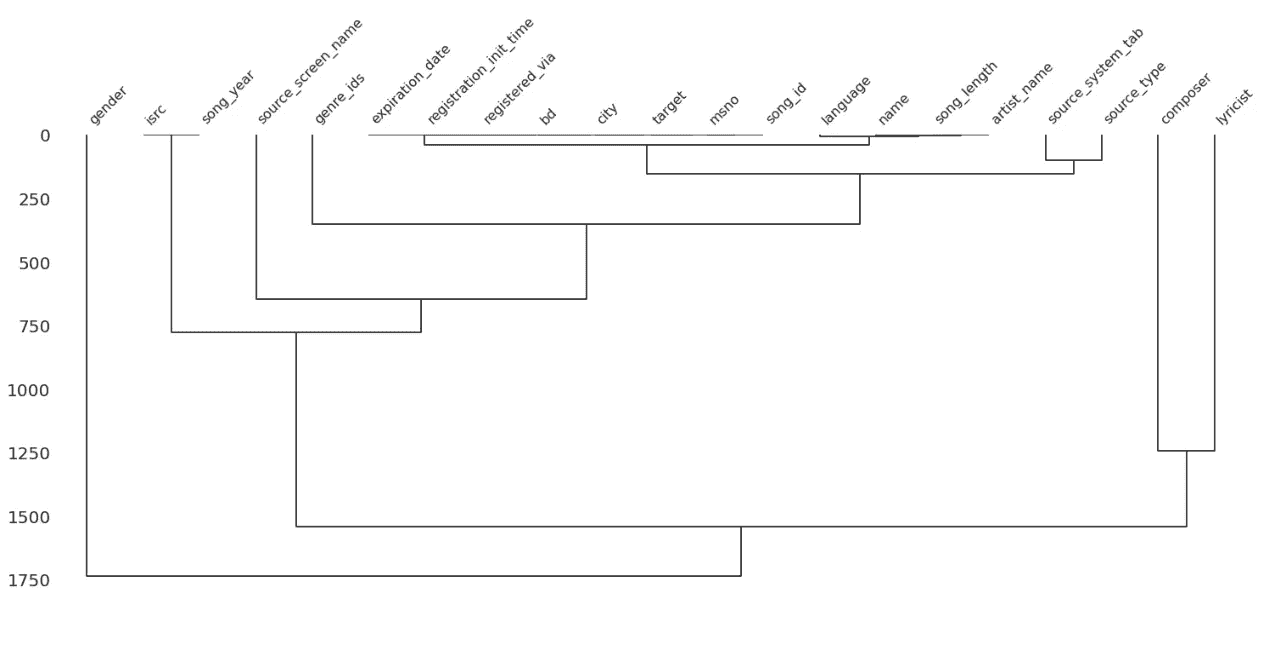 gender
isrc
song_year
source_screen_name
genre_ids
expiration_date
registration_init_time
registered_via
bd
city
target
msno
song_id
language
name
song_length
artist_name
source_system_tab
source_type
composer
lyricist
0
250
500
750
1000
1250
1500
1750